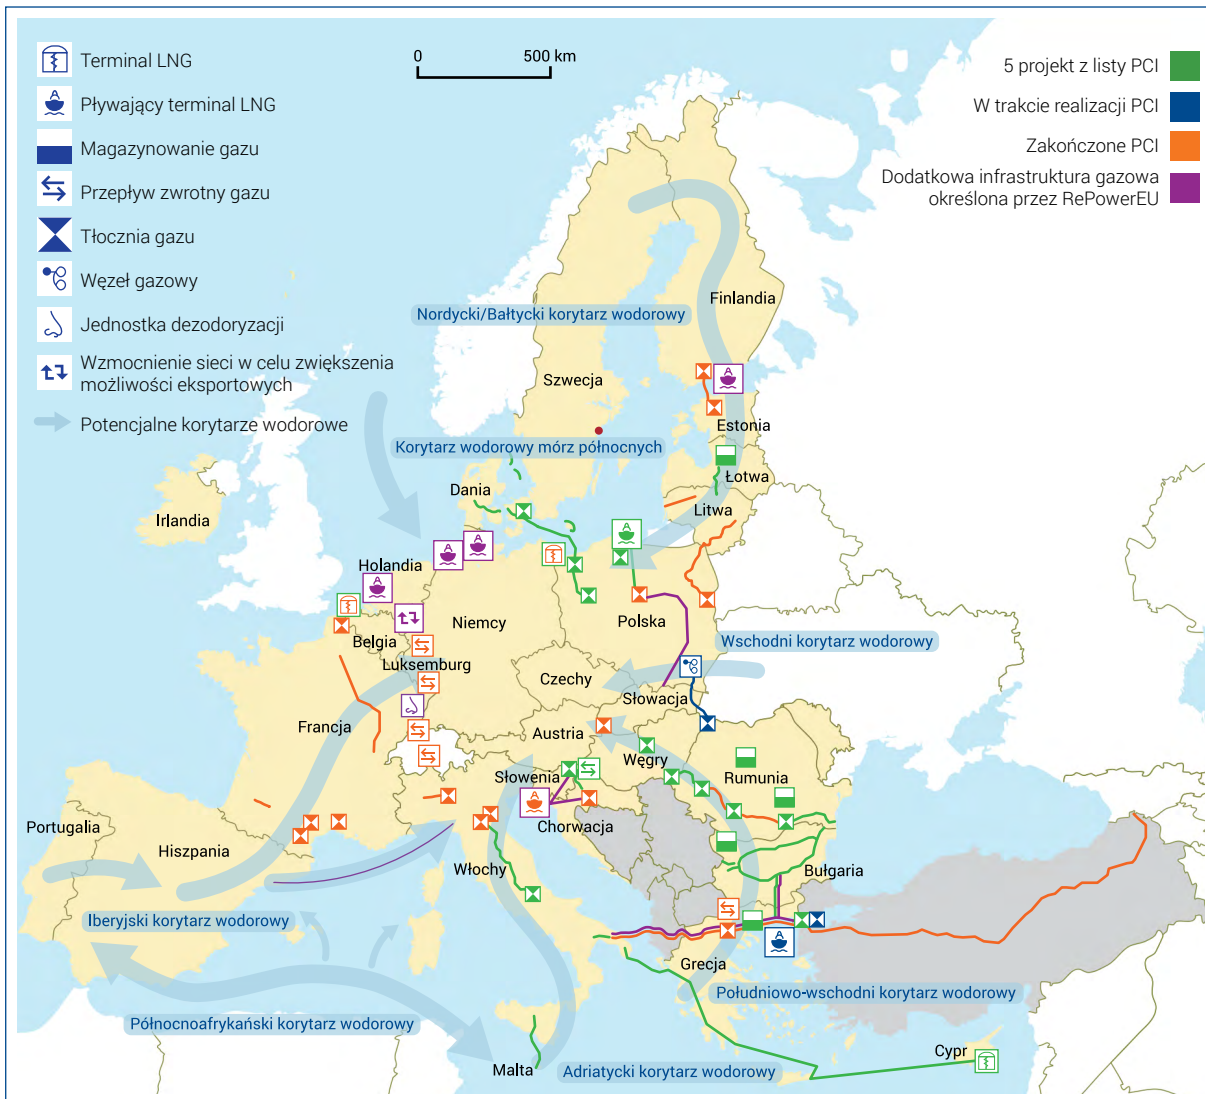 Terminal LNG
Pływający terminal LNG
Magazynowanie gazu
Przepływ zwrotny gazu
Tłocznia gazu
Węzeł gazowy
Jednostka dezodoryzacji
Wzmocnienie sieci w celu zwiększenia
możliwości eksportowych
Potencjalne korytarze wodorowe
0 500 km
5 projekt z listy PCI
W trakcie realizacji PCI
Zakończone PCI
Dodatkowa infrastruktura gazowa
określona przez RePowerEU
Finlandia
Nordycki/Bałtycki korytarz wodorowy
Szwecja
Estonia
Korytarz wodorowy mórz północnych
Łotwa
Dania
Litwa
Irlandia
Holandia
Niemcy
Polska
Belgia
Wschodni korytarz wodorowy
Luksemburg
Czechy
Słowacja
Francja
Austria
Węgry
Słowenia
Rumunia
Portugalia
Chorwacja
Hiszpania
Włochy
Bułgaria
Iberyjski korytarz wodorowy
Grecja
Południowo-wschodni korytarz wodorowy
Północnoafrykański korytarz wodorowy
Cypr
Malta
Adriatycki korytarz wodorowy